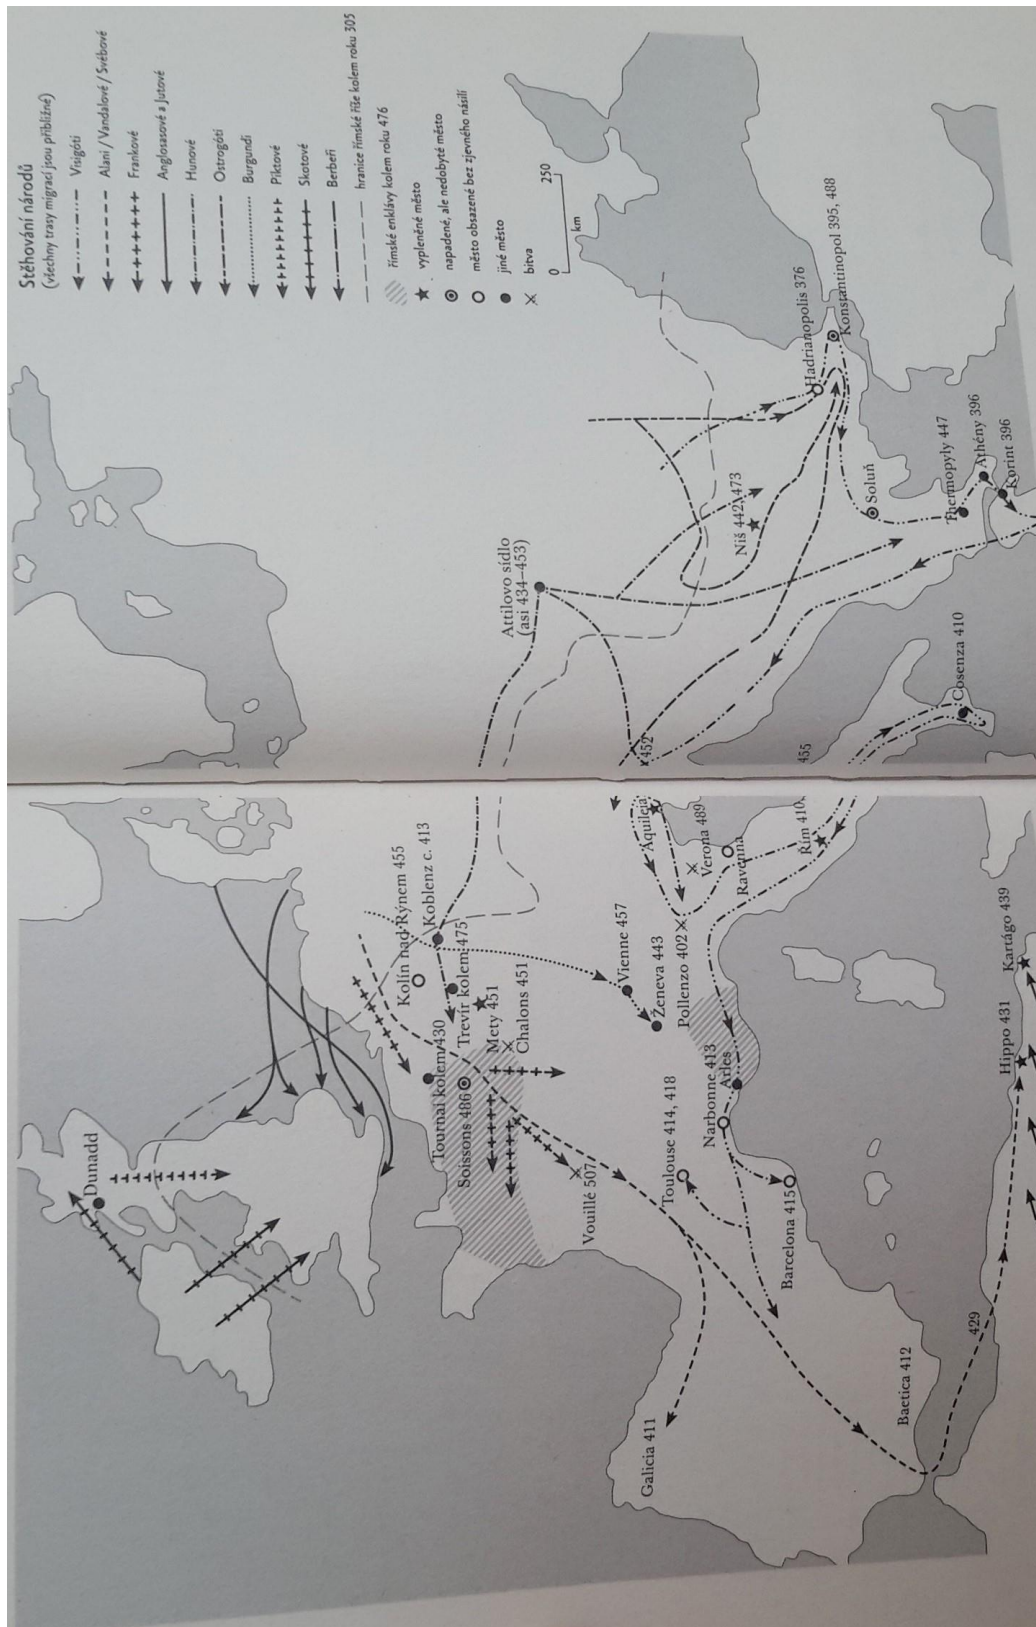 Stěhování národů
(všechny trasy migrací jsou přibližné)
Visigóti
Alani / Vandalové / Svébové
Frankové
Anglosasové a Jutové
Hunové
Ostrogóti
Burgundi
Piktové
Skotové
Berbeři
hranice římské říše kolem roku 305
římské enklávy kolem roku 476
vypleněné město
napadené, ale nedobyté město
město obsazené bez zjevného násilí
jiné město
bitva
0 250
km
Dunadd
Kolín nad Rýnem 455
Koblenz c. 413
Tournai kolem 430
Trevír kolem 475
Soissons 486
Mety 451
Chalons 451
Vouillé 507
Vienne 457
Ženeva 443
Pollenzo 402
Aquileja
Verona 489
Ravenna
Řím 410,
455
452
Toulouse 414, 418
Narbonne 413
Arles
Barcelona 415
Galicia 411
Baetica 412
429
Hippo 431
Kartágo 439
Attilovo sídlo
(asi 434–453)
Niš 442, 473
Hadrianopolis 376
Konstantinopol 395, 488
Soluň
Thermopyly 447
Athény 396
Korint 396
Cosenza 410